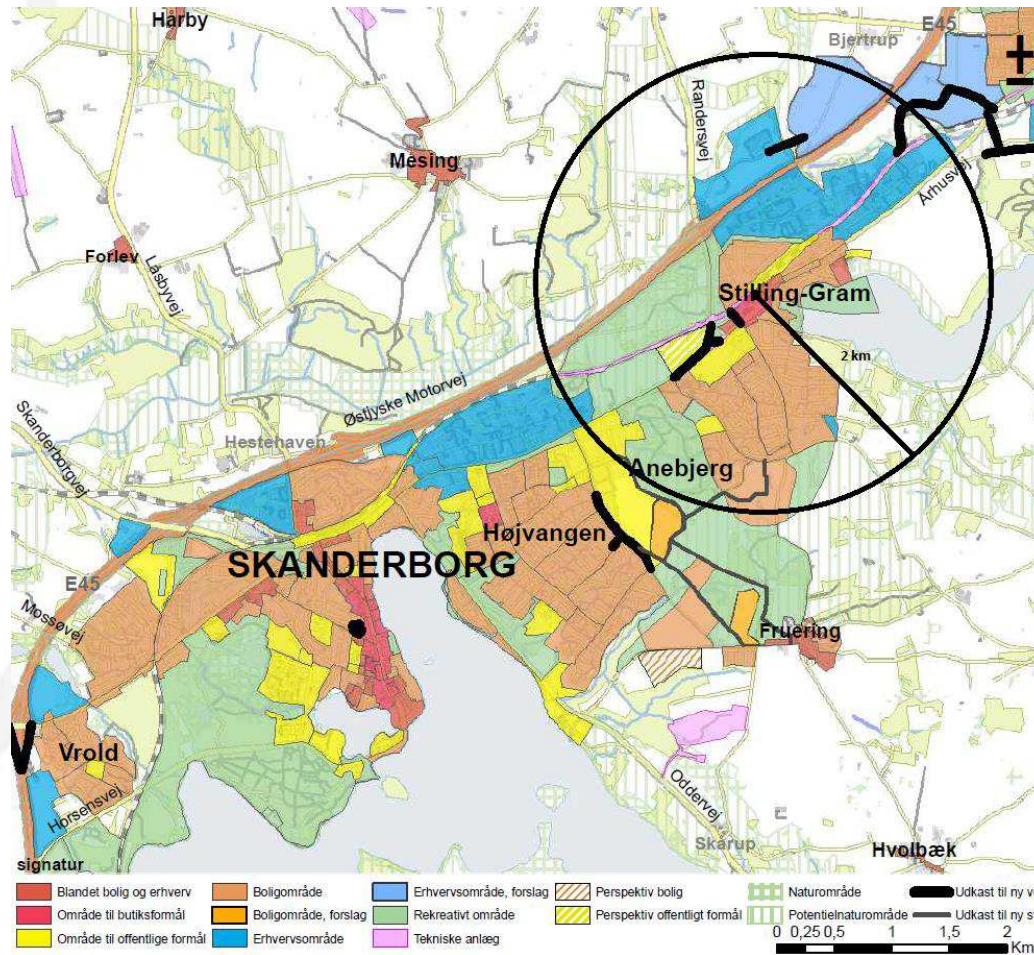 Hårby
E45
Bjertrup
±
Randersvej
Mesing
Århusvej
Forlev
Låsbyvej
Stilling-Gram
2 km
Østjyske Motorvej
Skanderborgvej
Hestehaven
Anebjerg
Højvangen
SKANDERBORG
E45
Mossøvej
Fruering
Vrold
Horsensvej
Oddervej
Skårup
Hvolbæk
signatur
Blandet bolig og erhverv
Boligområde
Erhvervsområde, forslag
Perspektiv bolig
Naturområde
Udkast til ny v
Område til butiksformål
Boligområde, forslag
Rekreativt område
Perspektiv offentligt formål
Potentielnaturområde
Udkast til ny s
Område til offentlige formål
Erhvervsområde
Tekniske anlæg
0 0,25 0,5 1 1,5 2
Km